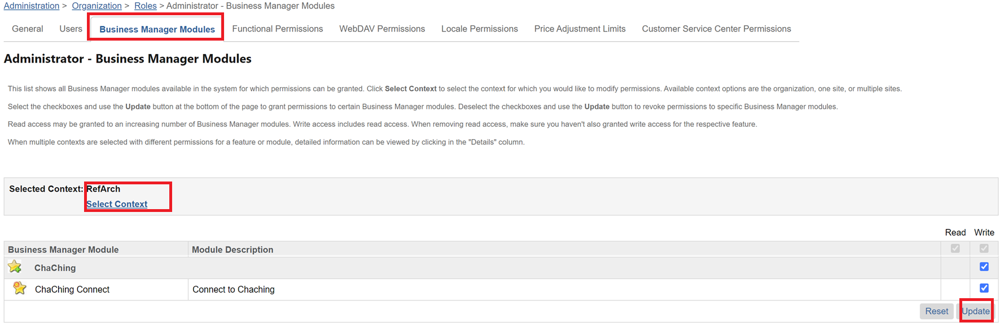 Administration > Organization > Roles > Administrator - Business Manager Modules
General Users Business Manager Modules Functional Permissions WebDAV Permissions Locale Permissions Price Adjustment Limits Customer Service Center Permissions
Administrator - Business Manager Modules
This list shows all Business Manager modules available in the system for which permissions can be granted. Click Select Context to select the context for which you would like to modify permissions. Available context options are the organization, one site, or multiple sites.
Select the checkboxes and use the Update button at the bottom of the page to grant permissions to certain Business Manager modules. Deselect the checkboxes and use the Update button to revoke permissions to specific Business Manager modules.
Read access may be granted to an increasing number of Business Manager modules. Write access includes read access. When removing read access, make sure you haven't also granted write access for the respective feature.
When multiple contexts are selected with different permissions for a feature or module, detailed information can be viewed by clicking in the "Details" column.
Selected Context: RefArch
Select Context
Read Write
Business Manager Module Module Description
ChaChing
ChaChing Connect Connect to Chaching
Reset Update